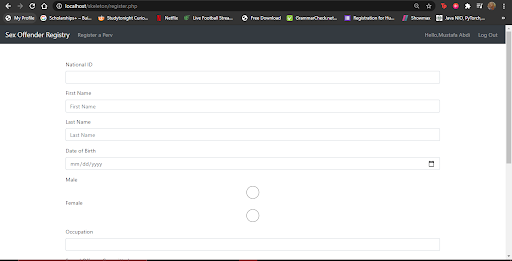 localhost/skeleton/register.php
My Profile
Scholarships+ – Bui...
Studytonight Curio...
Netflix
Live Football Strea...
Free Download
GrammarCheck.net...
Registration for Hu...
Showmax
Java NIO, PyTorch,...
Sex Offender Registry
Register a Perv
Hello,Mustafe Abdi
Log Out
National ID
First Name
First Name
Last Name
Last Name
Date of Birth
mm/dd/yyyy
Male
Female
Occupation